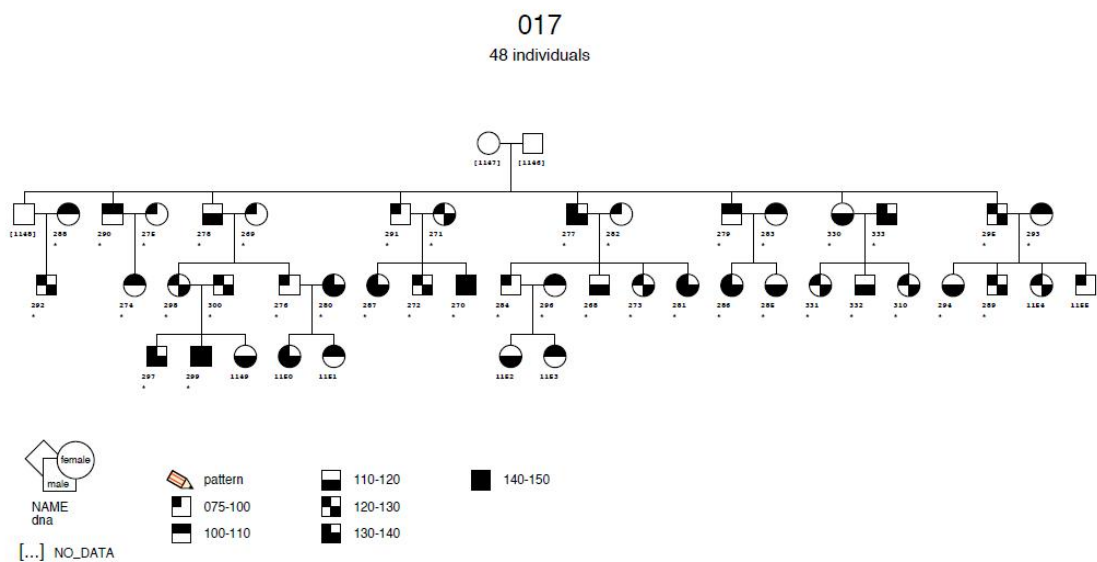 017
48 individuals
[1147] [1146]
[1148] 288 290 275 278 269 291 271 277 282 279 283 330 333 295 293
* * * * * * * * * * * * * * *
292 274 298 300 276 280 287 272 270 284 296 268 273 281 286 285 331 332 310 294 289 1154 1155
297 299 1149 1150 1151 1152 1153
* *
female
male
NAME
dna
[...] NO_DATA
pattern
075-100
100-110
110-120
120-130
130-140
140-150